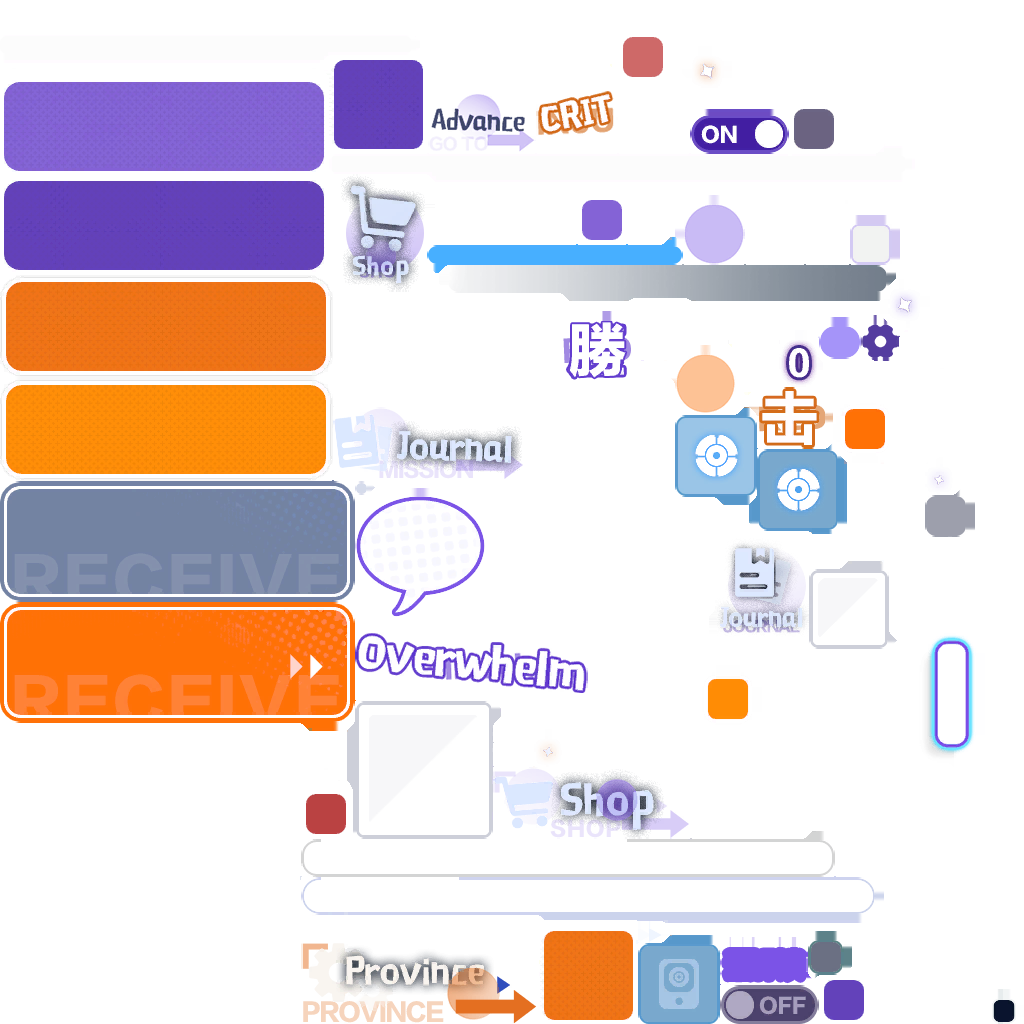 Advance
GO TO
CRIT
ON
Shop
勝
0
击
Journal
MISSION
RECEIVE
Journal
JOURNAL
Overwhelm
RECEIVE
Shop
SHOP
Province
PROVINCE
OFF